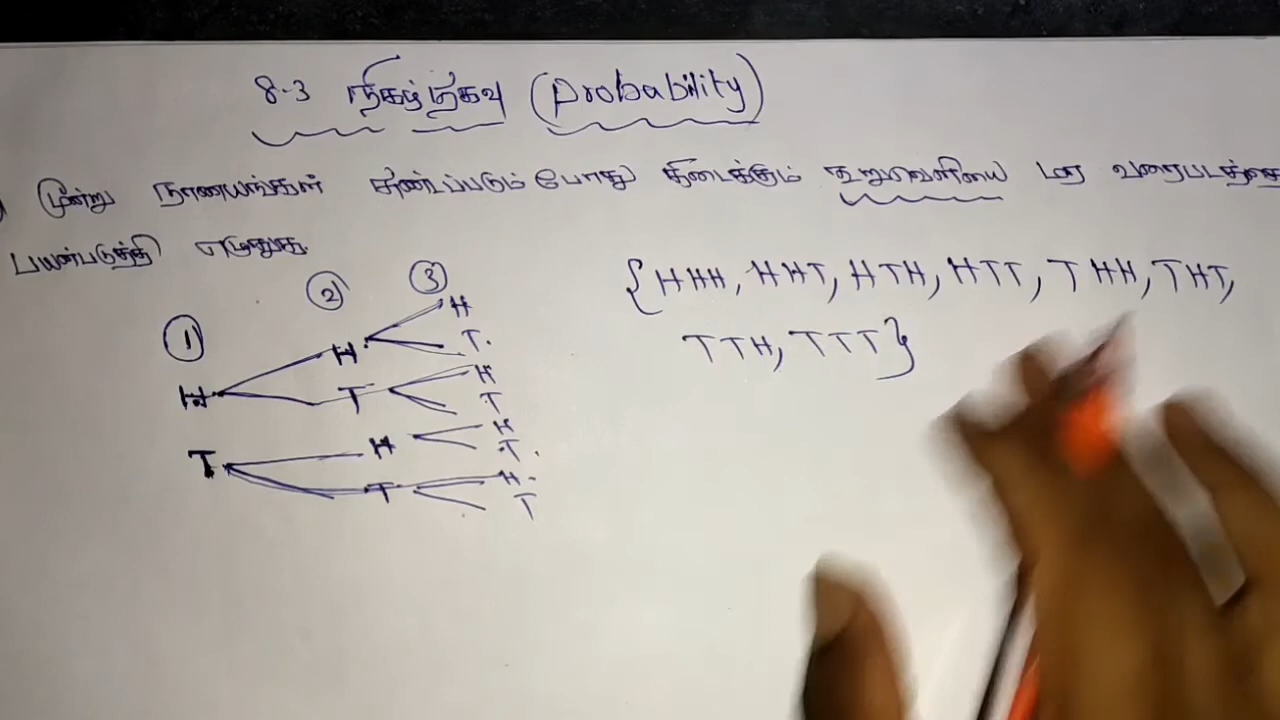 8-3 நிகழ்தகவு (Probability)
மூன்று நாணயங்கள் சுண்டப்படும்போது கிடைக்கும் கூறுவெளியை மர வரைபடத்தை
பயன்படுத்தி எழுதுக.
{HHH, HHT, HTH, HTT, THH, THT,
TTH, TTT}
① ② ③
H
H T
H
T H
T
T H H
T
T H
T